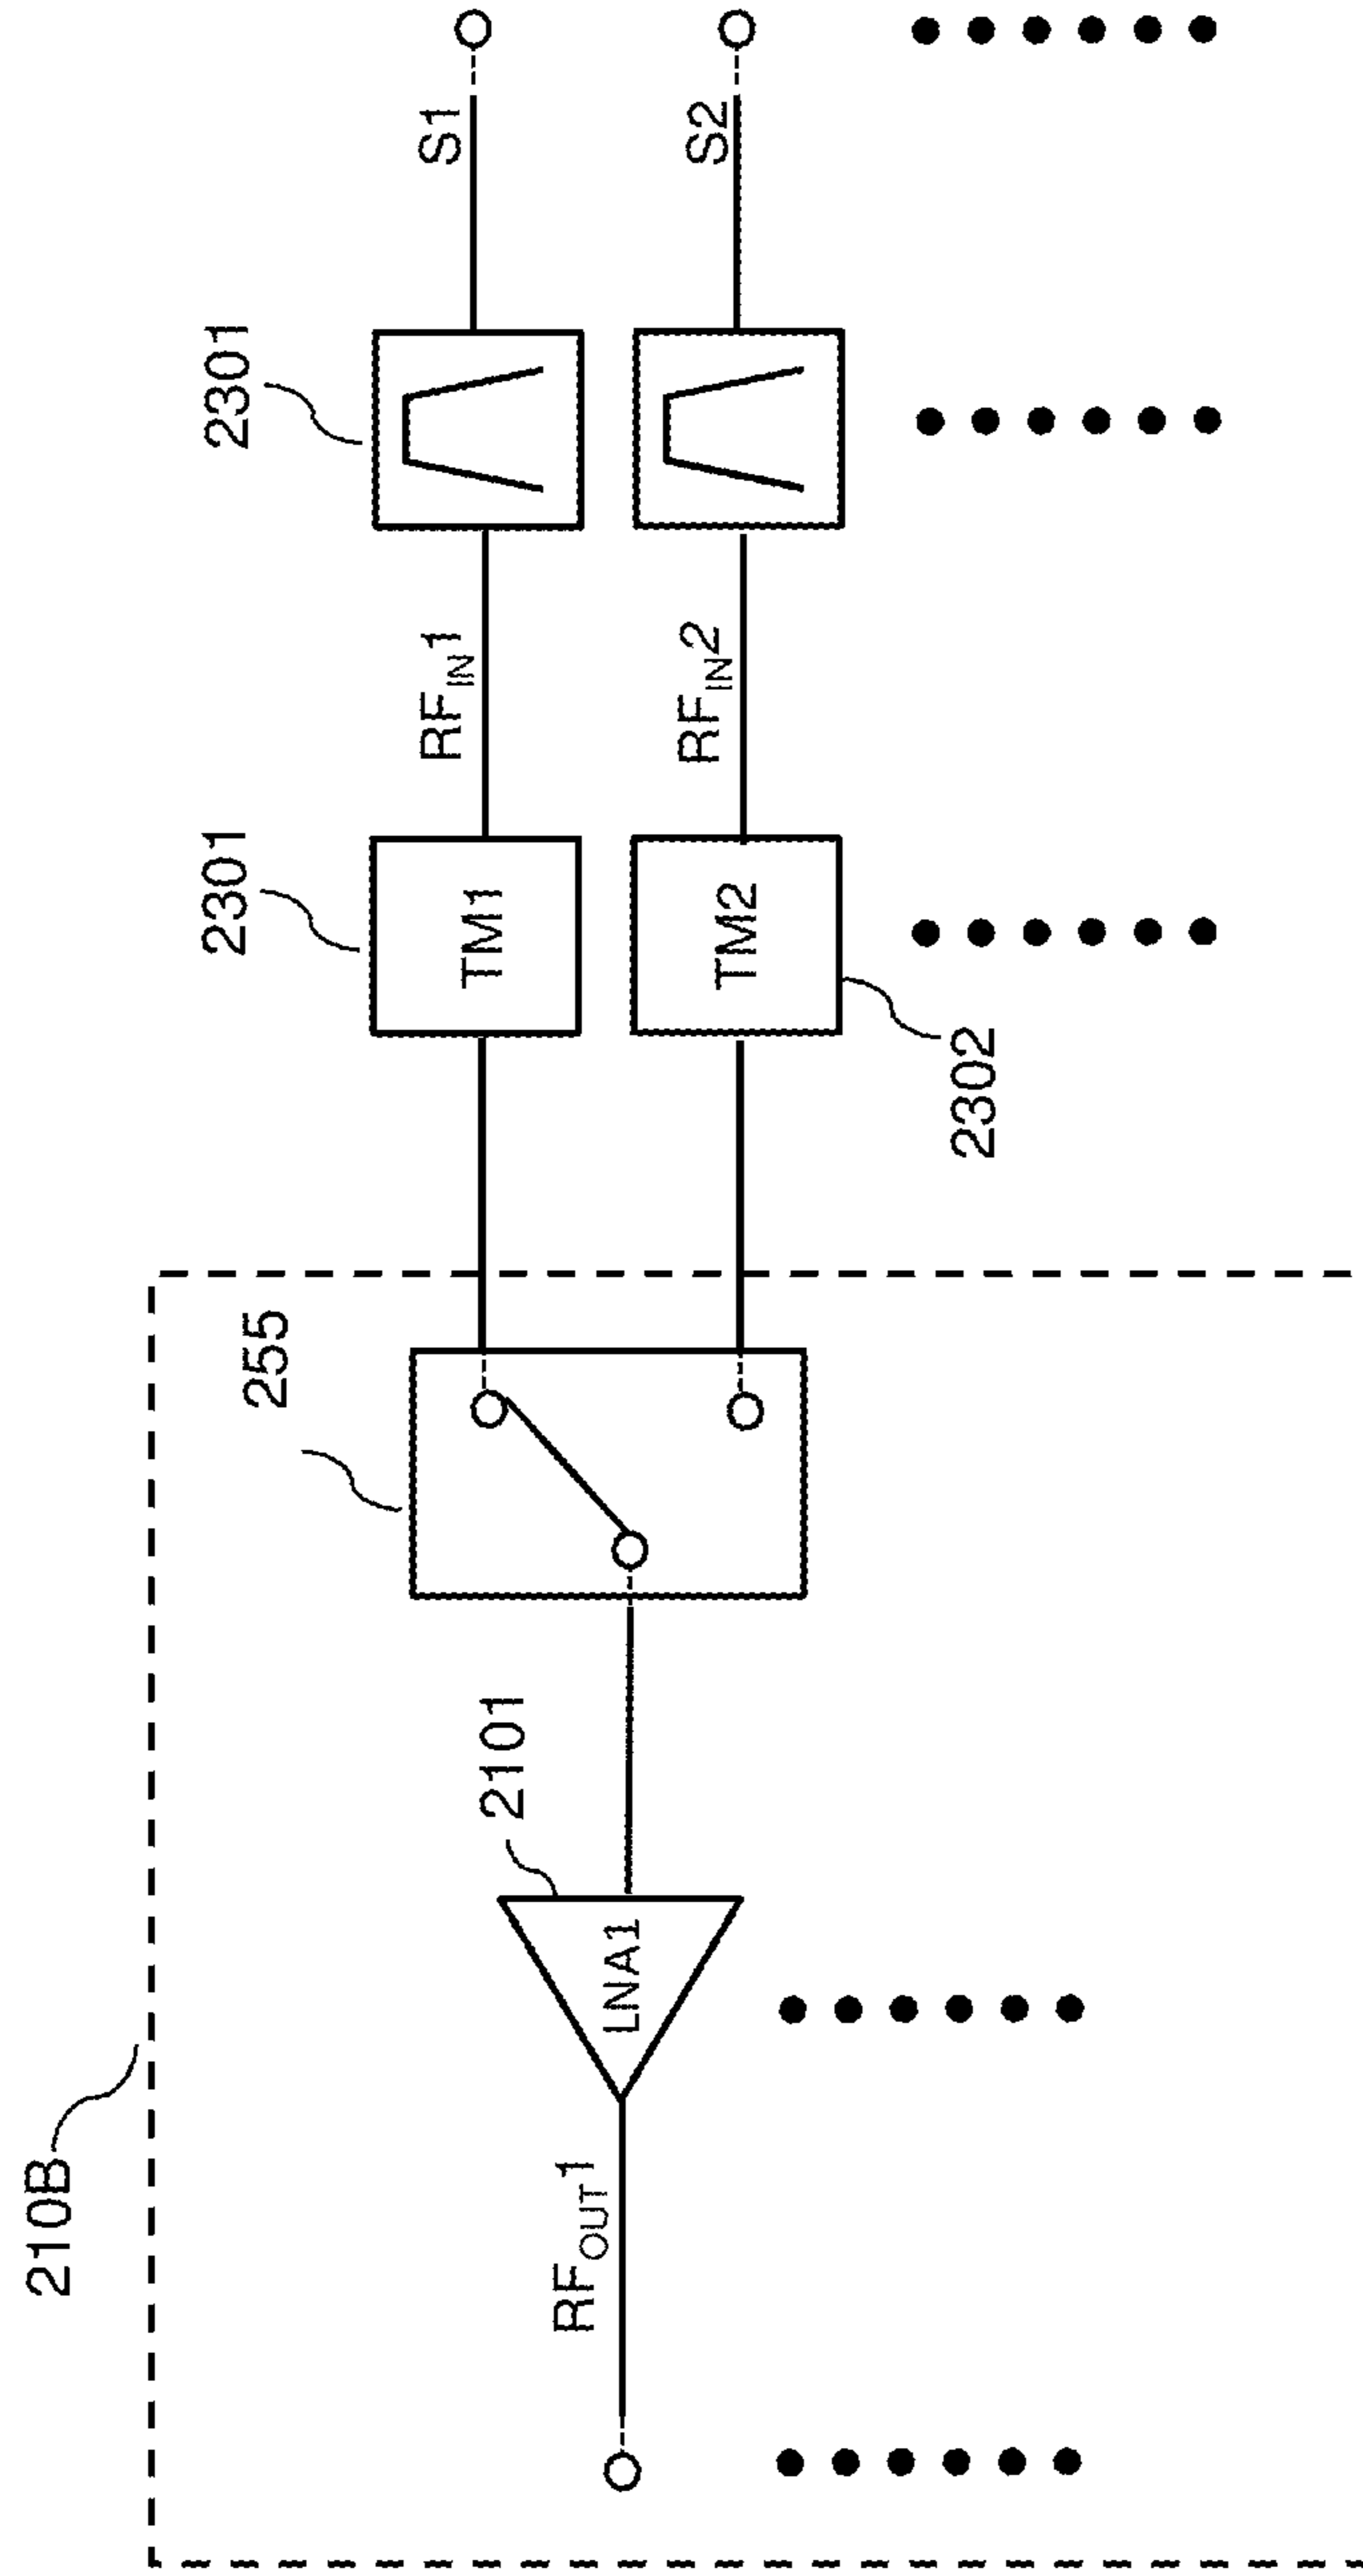 210B
RFOUT1
2101
LNA1
255
2301
TM1
TM2
2302
RFIN1
RFIN2
2301
S1
S2